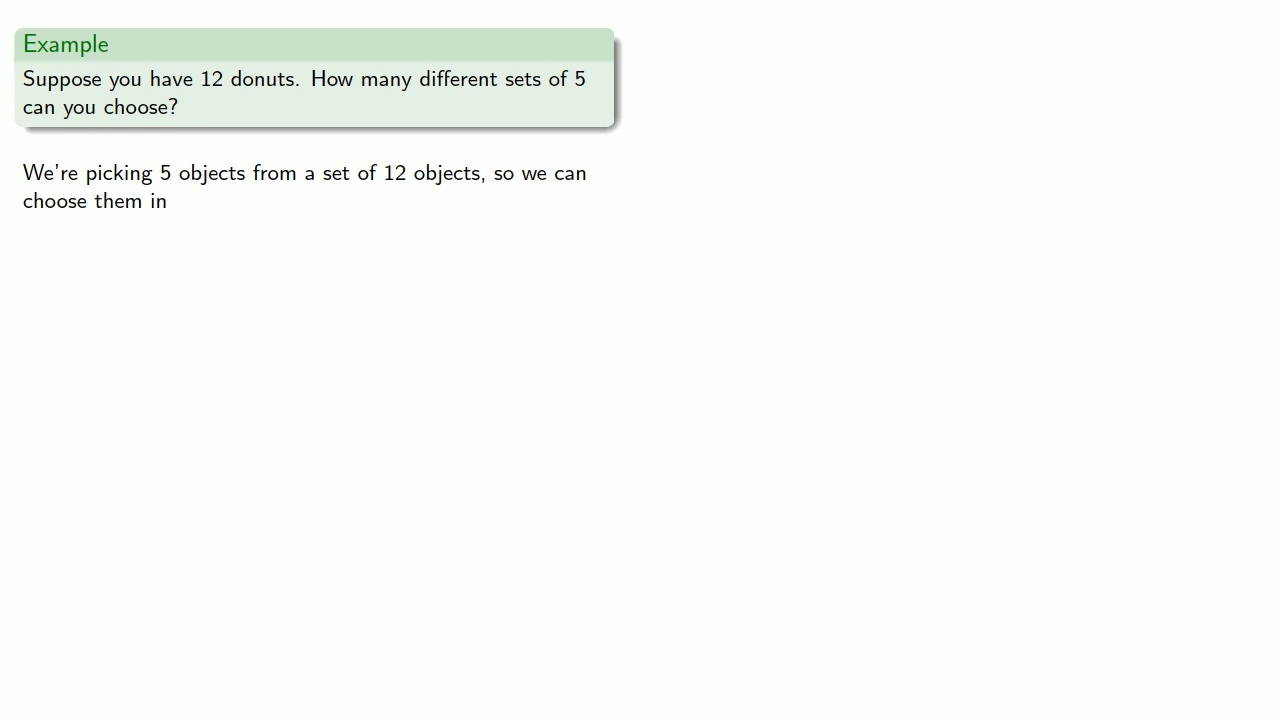 Example
Suppose you have 12 donuts. How many different sets of 5
can you choose?
We're picking 5 objects from a set of 12 objects, so we can
choose them in